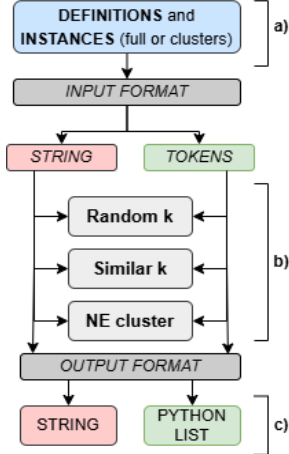 DEFINITIONS and
INSTANCES (full or clusters)
a)
INPUT FORMAT
STRING
TOKENS
Random k
Similar k
b)
NE cluster
OUTPUT FORMAT
STRING
PYTHON
LIST
c)